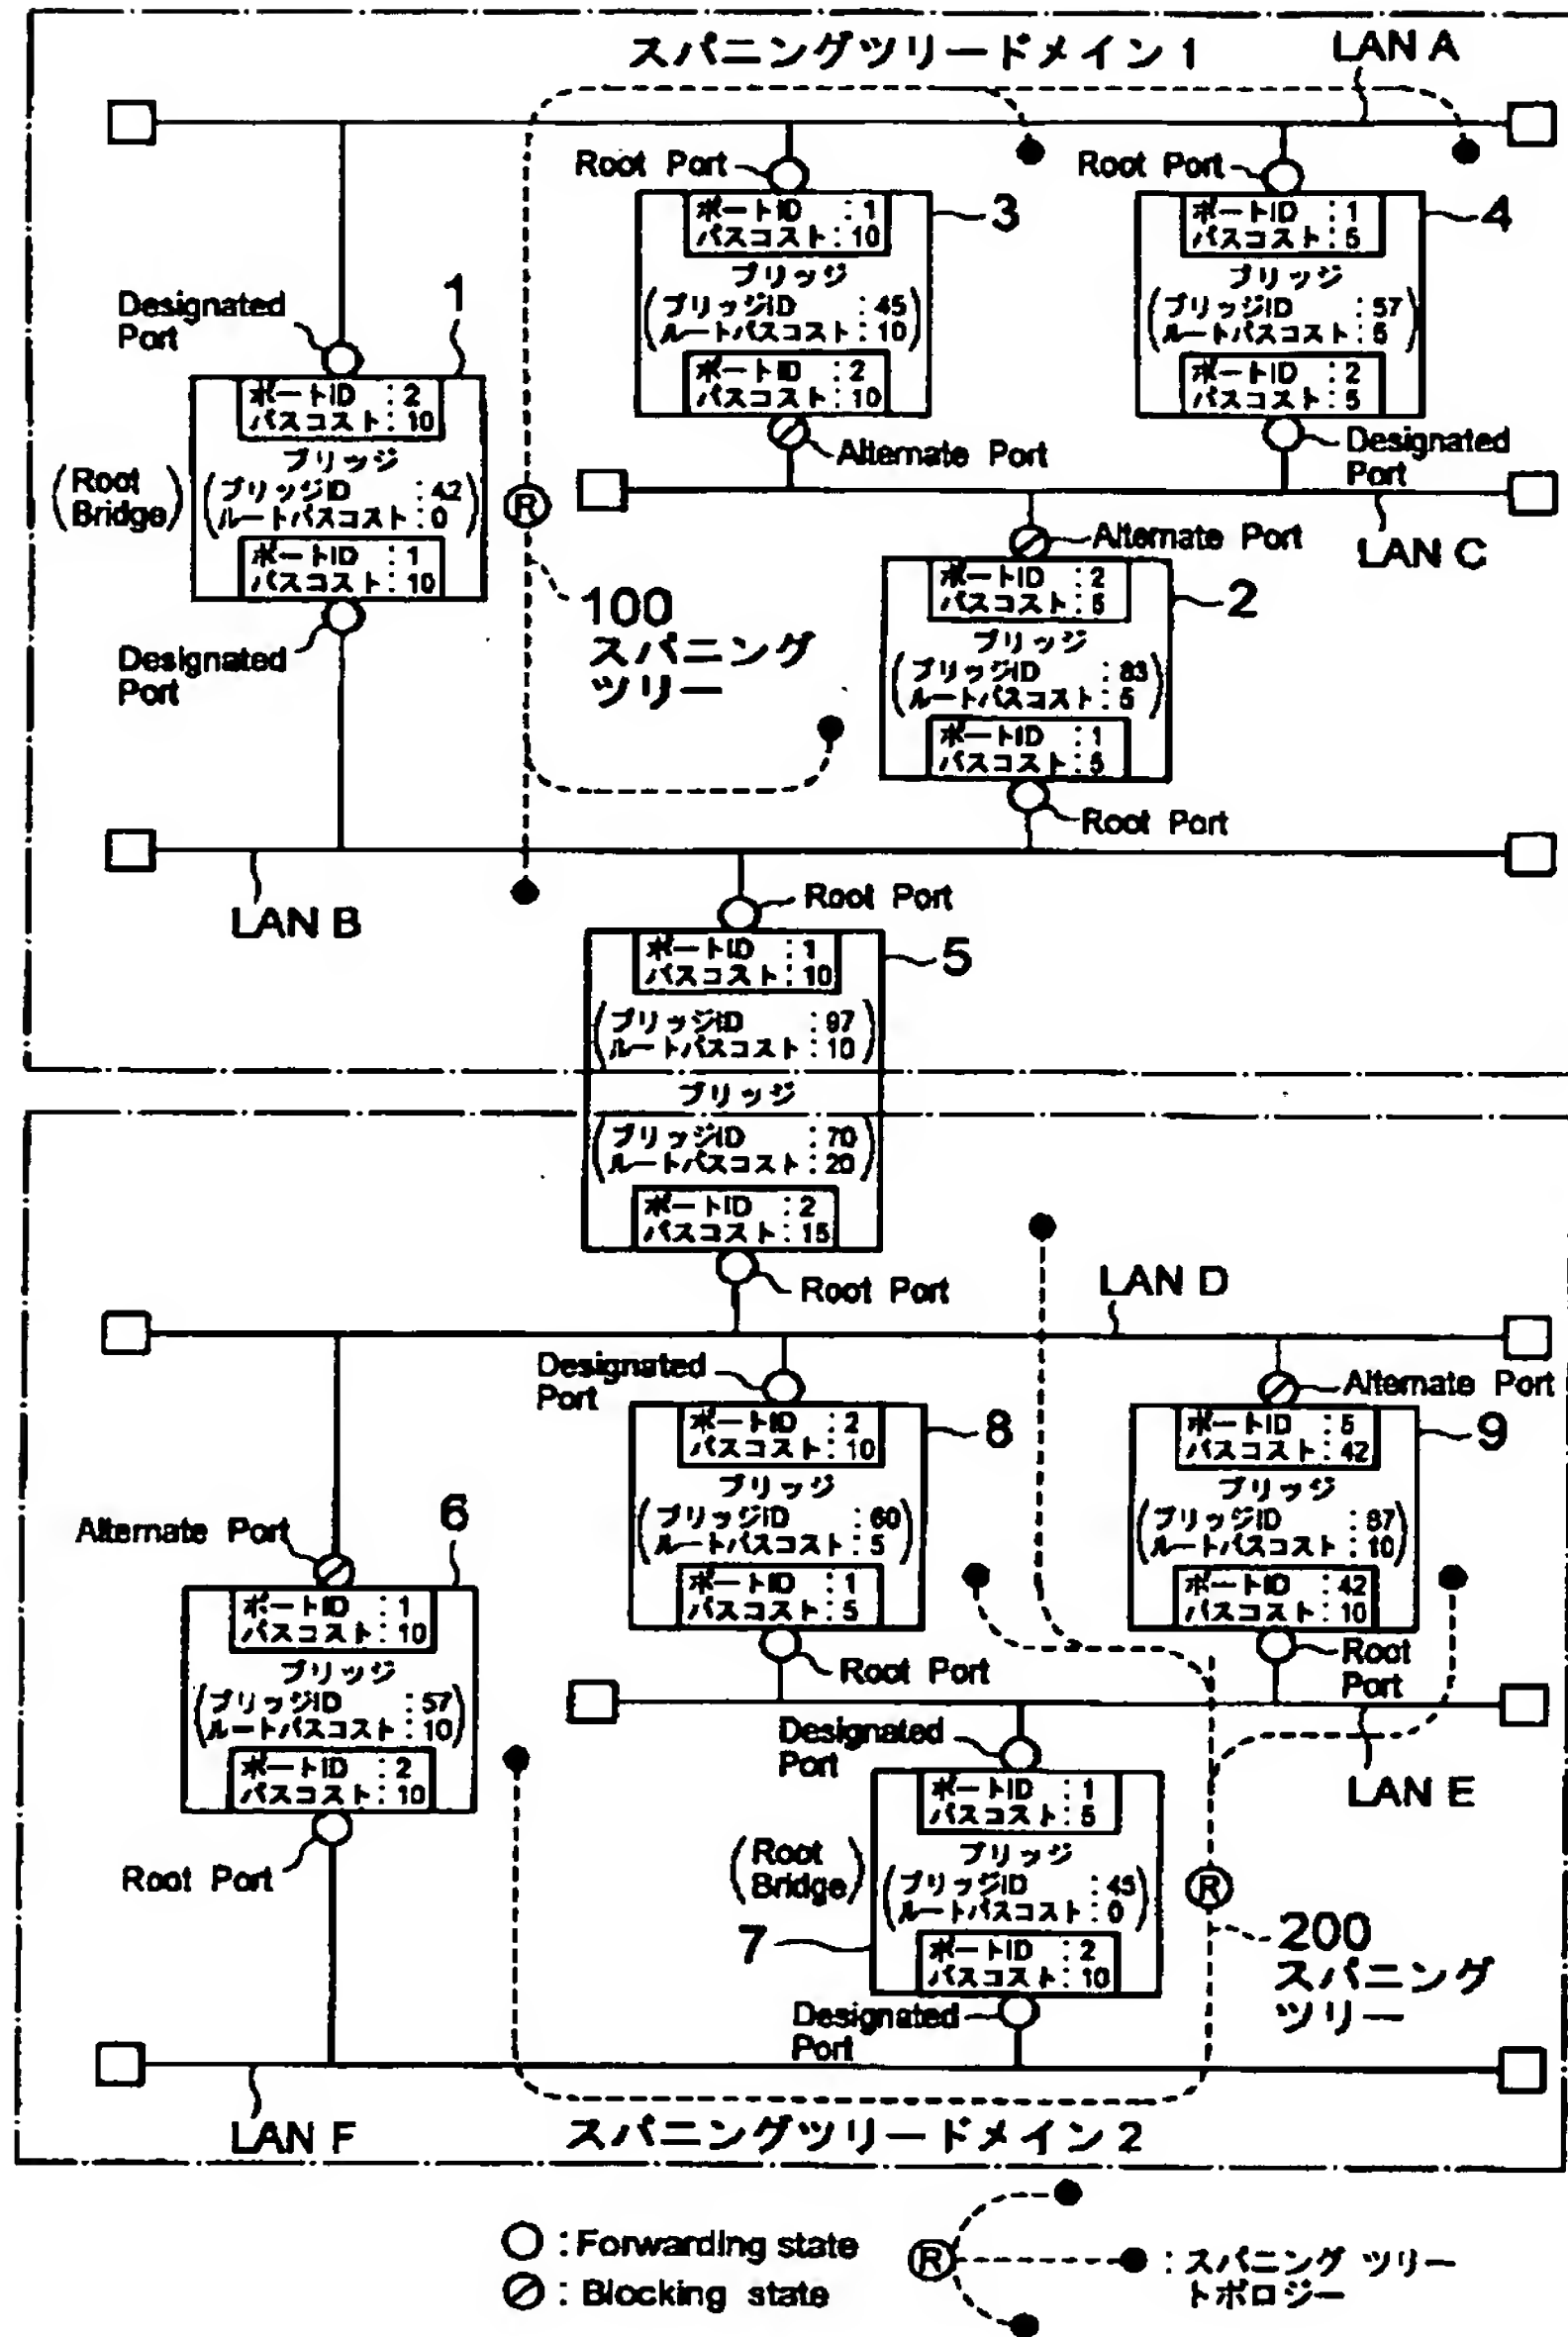 スパニングツリードメイン1
LAN A
Root Port
ポートID :1
パスコスト:10
ブリッジ
ブリッジID :45
ルートパスコスト:10
ポートID :2
パスコスト:10
3
Alternate Port
Root Port
ポートID :1
パスコスト:5
ブリッジ
ブリッジID :57
ルートパスコスト:5
ポートID :2
パスコスト:5
4
Designated
Port
Designated
Port
1
ポートID :2
パスコスト:10
ブリッジ
(Root
Bridge)
ブリッジID :42
ルートパスコスト:0
ポートID :1
パスコスト:10
Designated
Port
R
100
スパニング
ツリー
LAN C
Alternate Port
ポートID :2
パスコスト:5
2
ブリッジ
ブリッジID :83
ルートパスコスト:5
ポートID :1
パスコスト:5
Root Port
LAN B
Root Port
ポートID :1
パスコスト:10
5
ブリッジID :97
ルートパスコスト:10
ブリッジ
ブリッジID :70
ルートパスコスト:20
ポートID :2
パスコスト:15
Root Port
LAN D
Designated
Port
ポートID :2
パスコスト:10
8
ブリッジ
ブリッジID :60
ルートパスコスト:5
ポートID :1
パスコスト:5
Root Port
Alternate Port
ポートID :5
パスコスト:42
9
ブリッジ
ブリッジID :87
ルートパスコスト:10
ポートID :42
パスコスト:10
Root
Port
Alternate Port
6
ポートID :1
パスコスト:10
ブリッジ
ブリッジID :57
ルートパスコスト:10
ポートID :2
パスコスト:10
Root Port
LAN E
Designated
Port
ポートID :1
パスコスト:5
ブリッジ
(Root
Bridge)
ブリッジID :45
ルートパスコスト:0
7
ポートID :2
パスコスト:10
Designated
Port
R
200
スパニング
ツリー
LAN F
スパニングツリードメイン2
:Forwarding state
:Blocking state
R
:スパニング ツリー
トポロジー